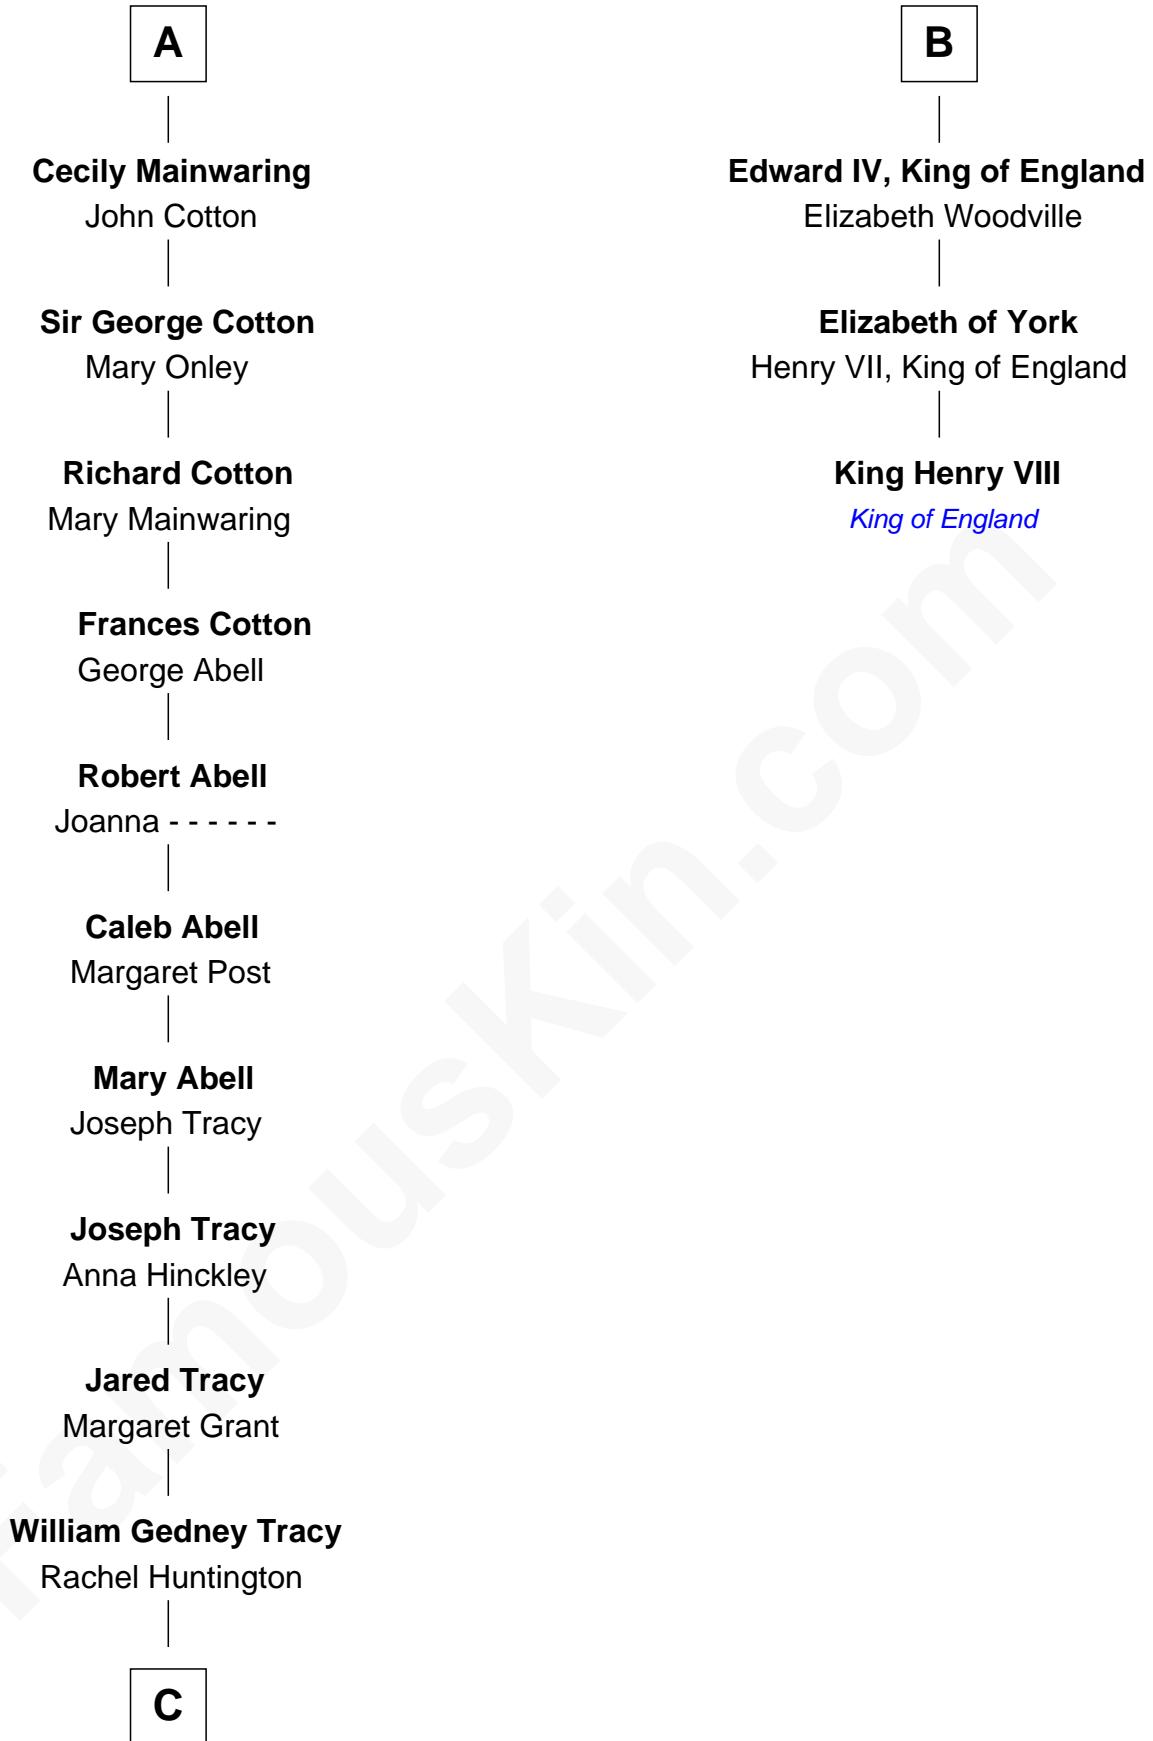 A
Cecily Mainwaring
John Cotton
Sir George Cotton
Mary Onley
Richard Cotton
Mary Mainwaring
Frances Cotton
George Abell
Robert Abell
Joanna - - - - - -
Caleb Abell
Margaret Post
Mary Abell
Joseph Tracy
Joseph Tracy
Anna Hinckley
Jared Tracy
Margaret Grant
William Gedney Tracy
Rachel Huntington
C
B
Edward IV, King of England
Elizabeth Woodville
Elizabeth of York
Henry VII, King of England
King Henry VIII
King of England
FamousKin.com